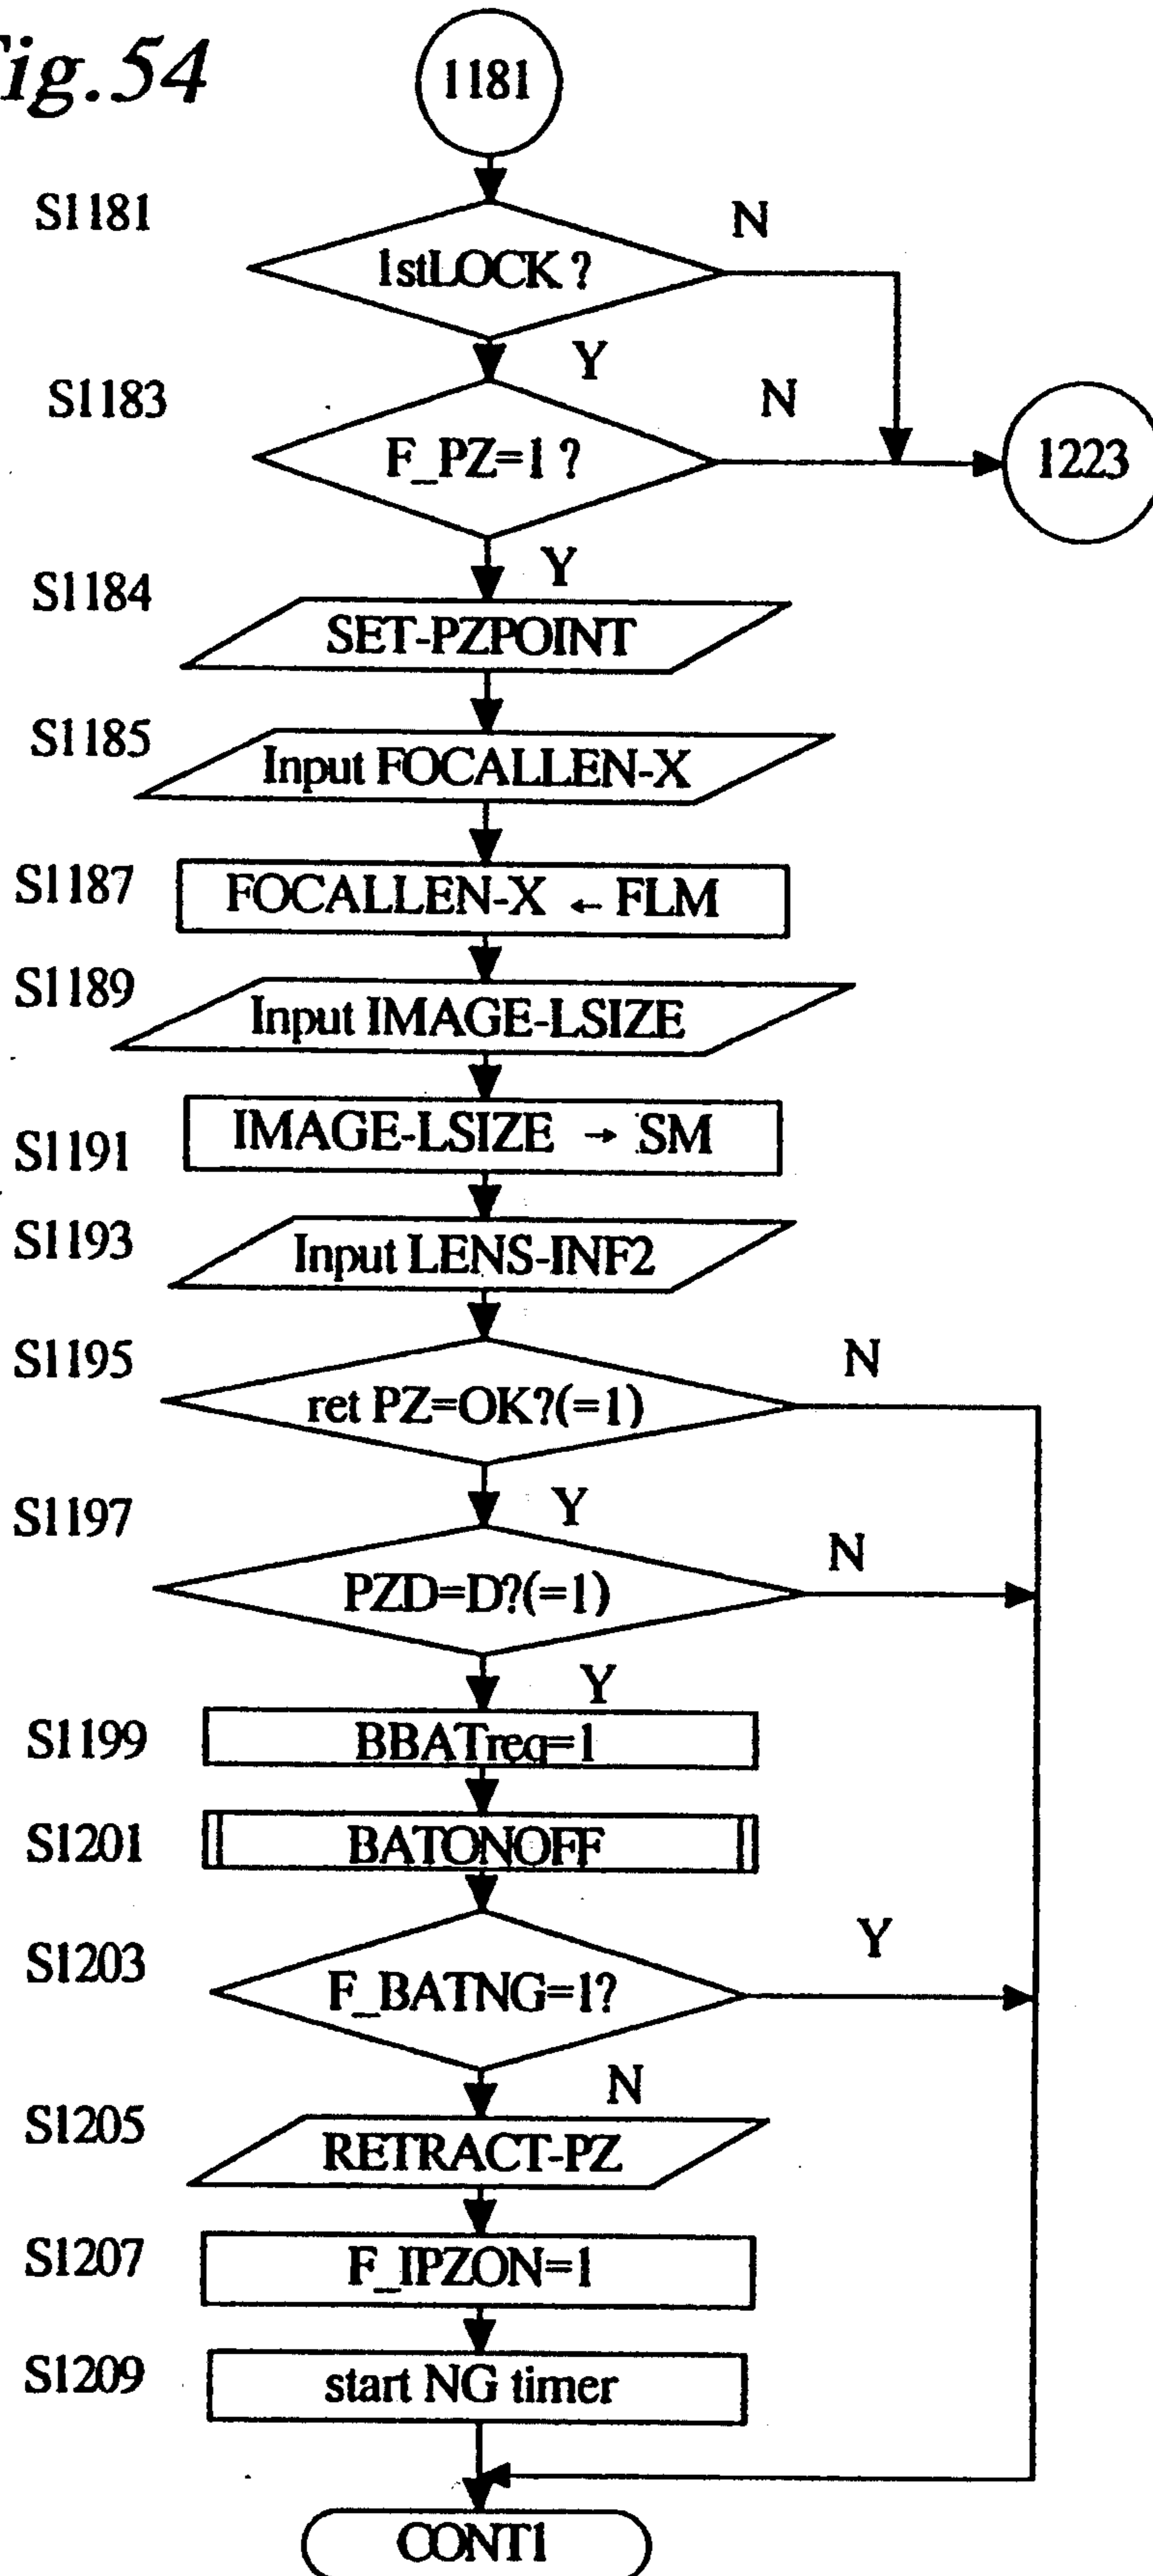 Fig.54
1181
S1181
1stLOCK ?
N
Y
S1183
F_PZ=1 ?
N
1223
Y
S1184
SET-PZPOINT
S1185
Input FOCALLEN-X
S1187
FOCALLEN-X ← FLM
S1189
Input IMAGE-LSIZE
S1191
IMAGE-LSIZE → SM
S1193
Input LENS-INF2
S1195
ret PZ=OK?(=1)
N
Y
S1197
PZD=D?(=1)
N
Y
S1199
BBATreq=1
S1201
BATONOFF
S1203
F_BATNG=1?
Y
N
S1205
RETRACT-PZ
S1207
F_IPZON=1
S1209
start NG timer
CONT1